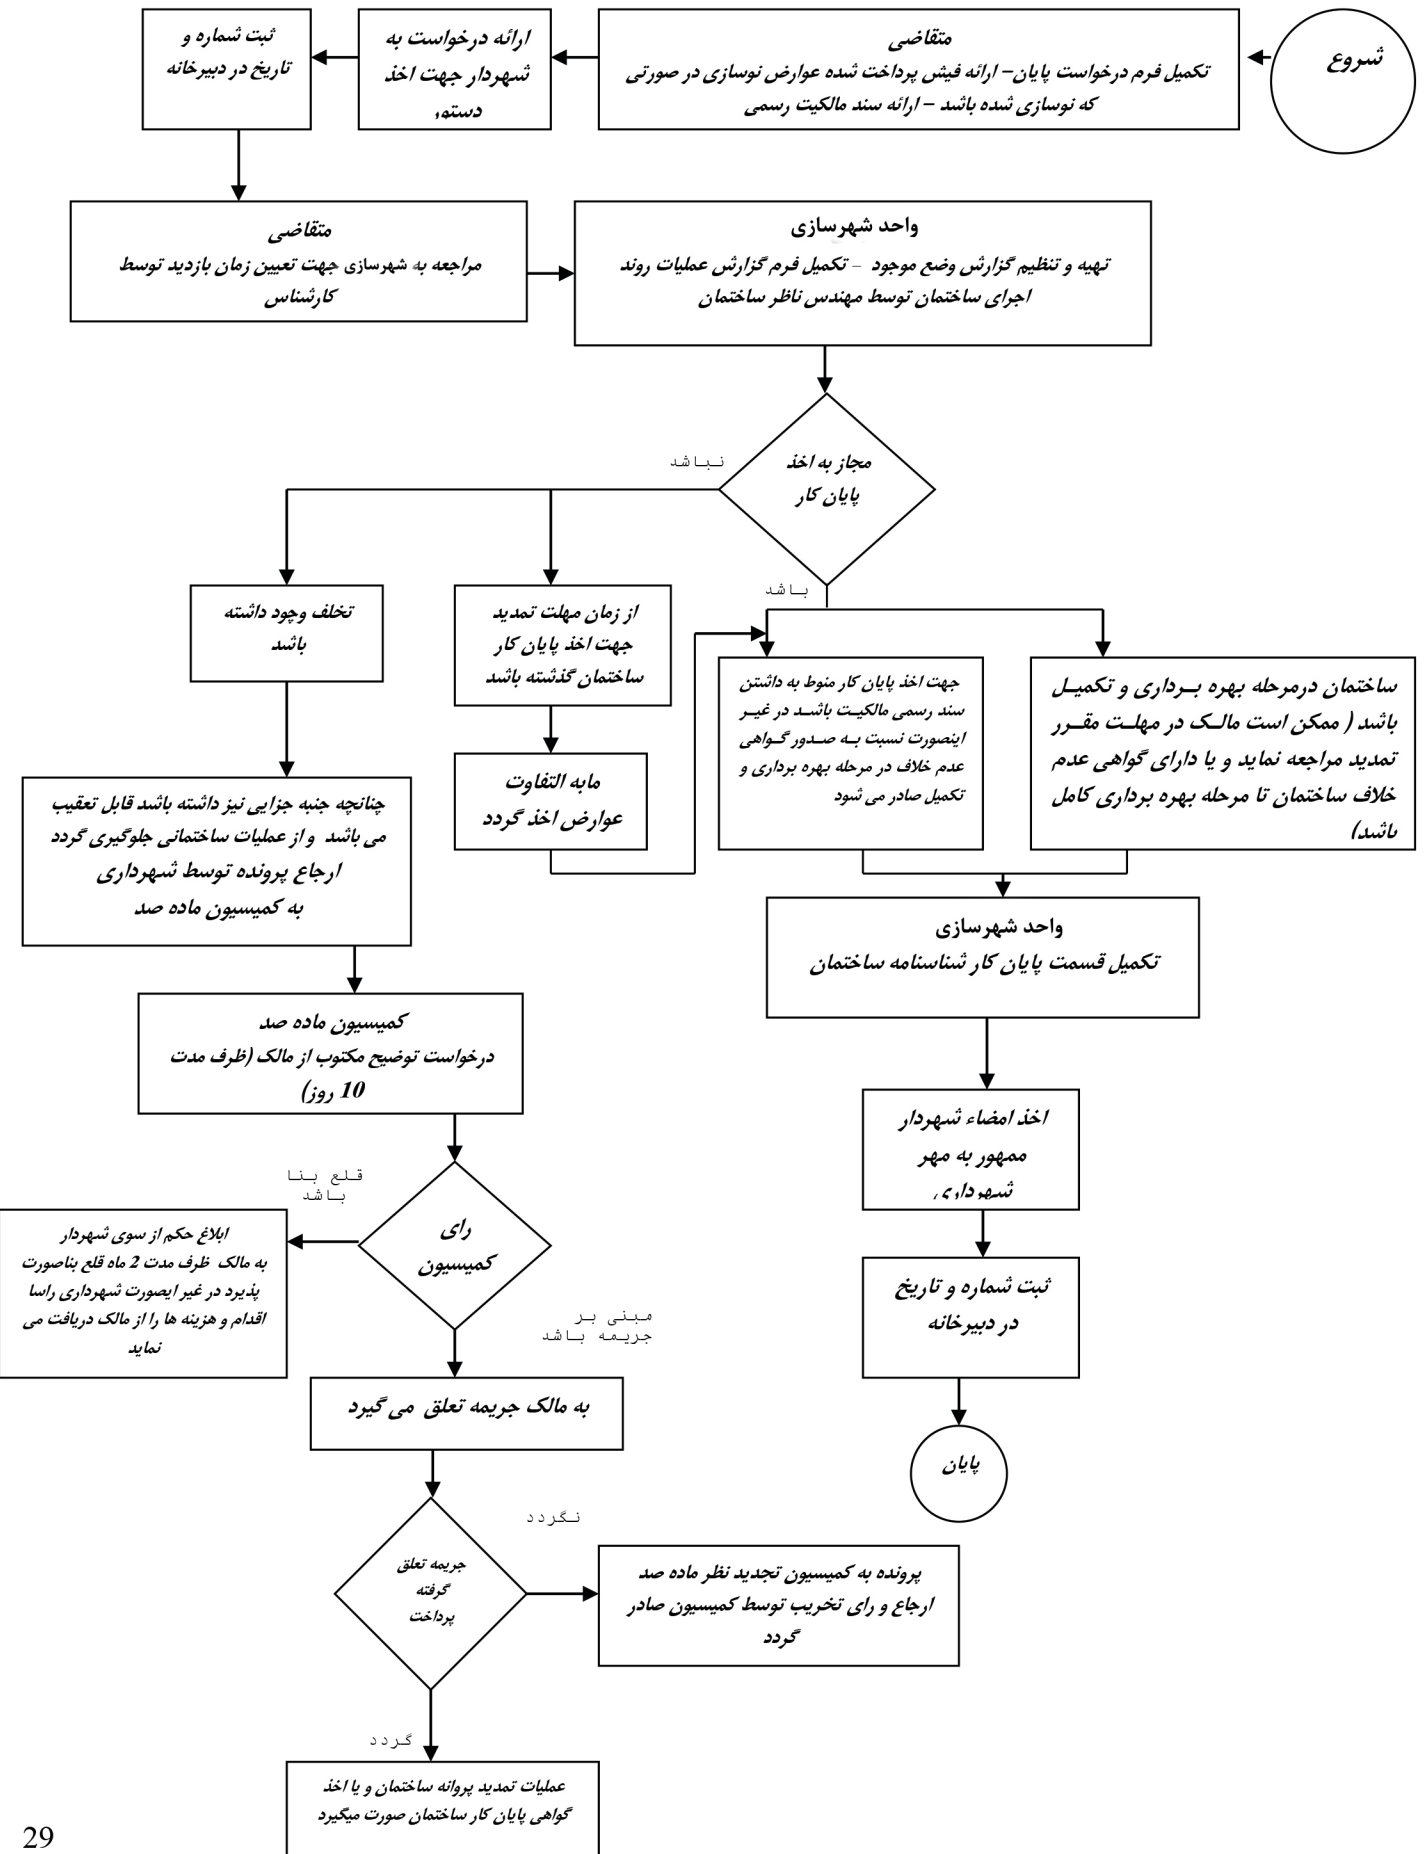 شروع
متقاضی
تکمیل فرم درخواست پایان– ارائه فیش پرداخت شده عوارض نوسازی در صورتی
که نوسازی شده باشد – ارائه سند مالکیت رسمی
ارائه درخواست به
شهردار جهت اخذ
ثبت شماره و
تاریخ در دبیرخانه
متقاضی
مراجعه به شهرسازی جهت تعیین زمان بازدید توسط
کارشناس
واحد شهرسازی
تهیه و تنظیم گزارش وضع موجود – تکمیل فرم گزارش عملیات روند
اجرای ساختمان توسط مهندس ناظر ساختمان
مجاز به اخذ
پایان کار
نباشد
باشد
تخلف وجود داشته
باشد
از زمان مهلت تمدید
جهت اخذ پایان کار
ساختمان گذشته باشد
جهت اخذ پایان کار منوط به داشتن
سند رسمی مالکیت باشد در غیر
اینصورت نسبت به صدور گواهی
عدم خلاف در مرحله بهره برداری و
تکمیل صادر می شود
ساختمان درمرحله بهره برداری و تکمیل
باشد ( ممکن است مالک در مهلت مقرر
تمدید مراجعه نماید و یا دارای گواهی عدم
خلاف ساختمان تا مرحله بهره برداری کامل
باشد)
مابه التفاوت
عوارض اخذ گردد
چنانچه جنبه جزایی نیز داشته باشد قابل تعقیب
می باشد و از عملیات ساختمانی جلوگیری گردد
ارجاع پرونده توسط شهرداری
به کمیسیون ماده صد
واحد شهرسازی
تکمیل قسمت پایان کار شناسنامه ساختمان
کمیسیون ماده صد
درخواست توضیح مکتوب از مالک (ظرف مدت
10 روز)
اخذ امضاء شهردار
ممهور به مهر
شهرداری
رای
کمیسیون
قلع بنا
باشد
مبنی بر
جریمه باشد
ابلاغ حکم از سوی شهردار
به مالک ظرف مدت 2 ماه قلع بناصورت
پذیرد در غیر ایصورت شهرداری راسا
اقدام و هزینه ها را از مالک دریافت می
نماید
ثبت شماره و تاریخ
در دبیرخانه
به مالک جریمه تعلق می گیرد
پایان
جریمه تعلق
گرفته
پرداخت
نگردد
گردد
پرونده به کمیسیون تجدید نظر ماده صد
ارجاع و رای تخریب توسط کمیسیون صادر
گردد
عملیات تمدید پروانه ساختمان و یا اخذ
گواهی پایان کار ساختمان صورت میگیرد
29